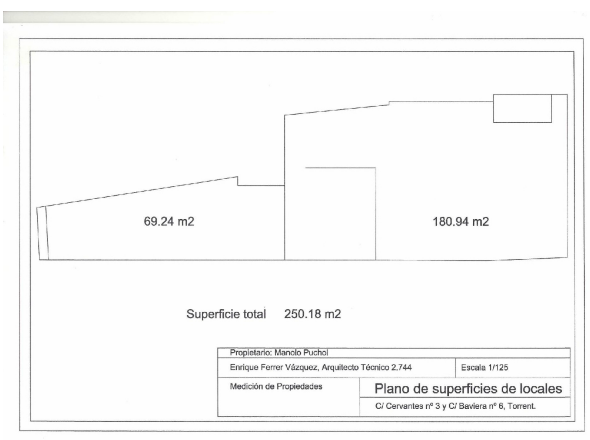 69.24 m2
180.94 m2
Superficie total 250.18 m2
Propietario: Manolo Puchol
Enrique Ferrer Vázquez, Arquitecto Técnico 2.744
Escala 1/125
Medición de Propiedades
Plano de superficies de locales
C/ Cervantes nº 3 y C/ Baviera nº 6, Torrent.